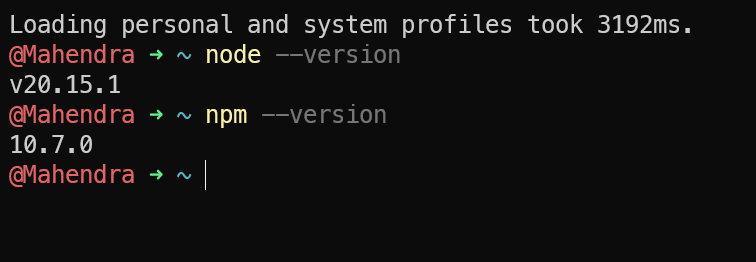 Loading personal and system profiles took 3192ms.
@Mahendra ➜ ~ node --version
v20.15.1
@Mahendra ➜ ~ npm --version
10.7.0
@Mahendra ➜ ~